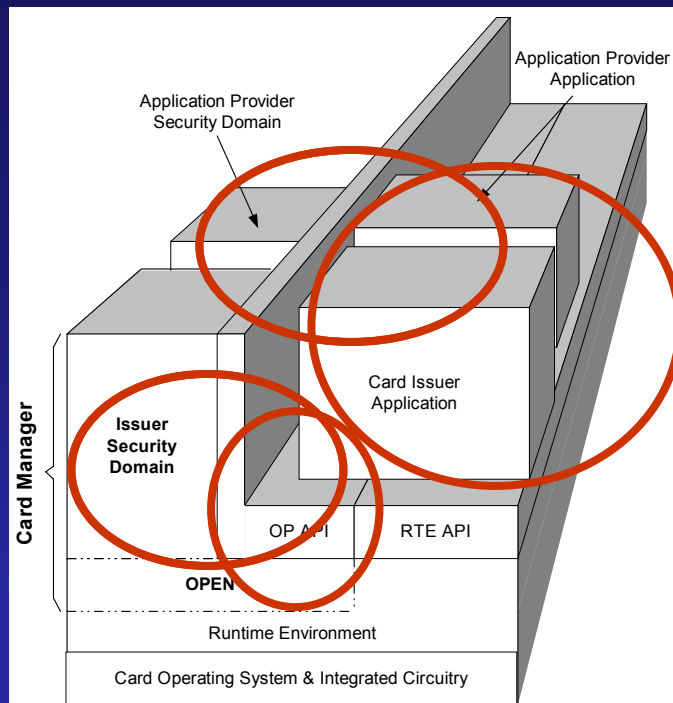 Application Provider
Application
Application Provider
Security Domain
Card Issuer
Application
Card Manager
Issuer
Security
Domain
OP API
RTE API
OPEN
Runtime Environment
Card Operating System & Integrated Circuitry